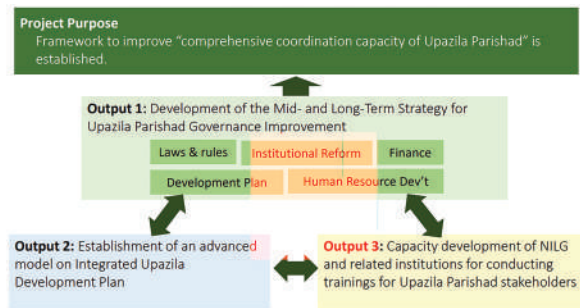 Project Purpose
Framework to improve “comprehensive coordination capacity of Upazila Parishad” is
established.
Output 1: Development of the Mid- and Long-Term Strategy for
Upazila Parishad Governance Improvement
Laws & rules
Institutional Reform
Finance
Development Plan
Human Resource Dev’t
Output 2: Establishment of an advanced
model on Integrated Upazila
Development Plan
Output 3: Capacity development of NILG
and related institutions for conducting
trainings for Upazila Parishad stakeholders